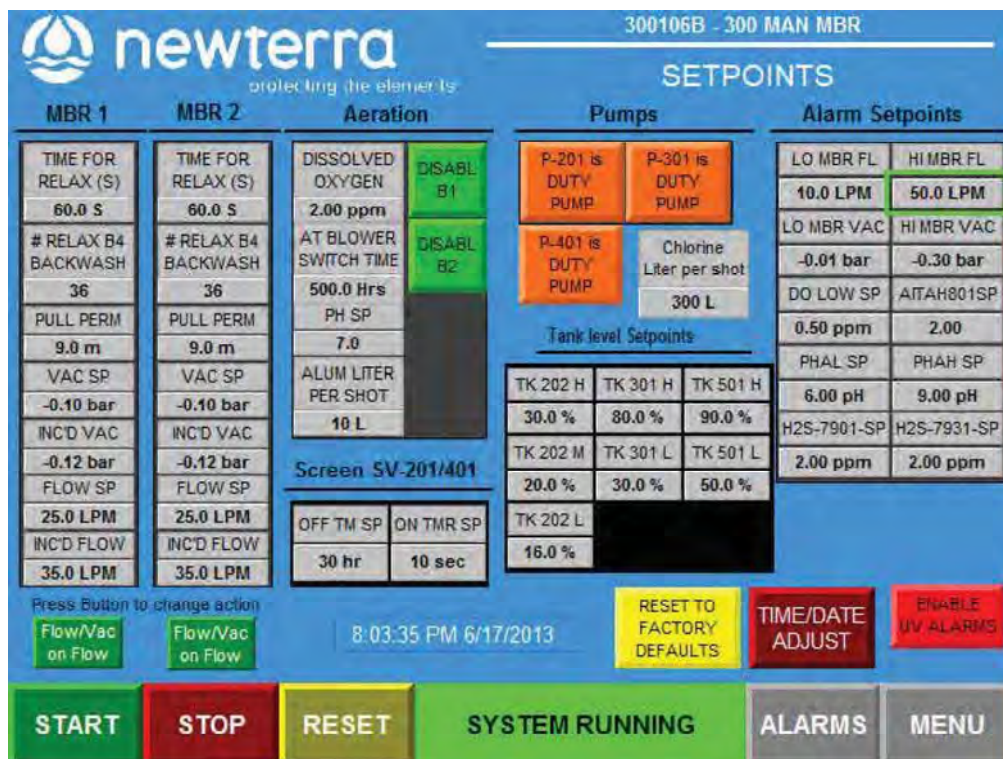 newterra
protecting the elements
300106B - 300 MAN MBR
SETPOINTS
MBR 1
TIME FOR
RELAX (S)
60.0 S
# RELAX B4
BACKWASH
36
PULL PERM
9.0 m
VAC SP
-0.10 bar
INC'D VAC
-0.12 bar
FLOW SP
25.0 LPM
INC'D FLOW
35.0 LPM
MBR 2
TIME FOR
RELAX (S)
60.0 S
# RELAX B4
BACKWASH
36
PULL PERM
9.0 m
VAC SP
-0.10 bar
INC'D VAC
-0.12 bar
FLOW SP
25.0 LPM
INC'D FLOW
35.0 LPM
Press Button to change action
Flow/Vac
on Flow
Flow/Vac
on Flow
Aeration
DISSOLVED
OXYGEN
2.00 ppm
AT BLOWER
SWITCH TIME
500.0 Hrs
PH SP
7.0
ALUM LITER
PER SHOT
10 L
DISABL
B1
DISABL
B2
Screen SV-201/401
OFF TM SP ON TMR SP
30 hr 10 sec
Pumps
P-201 is
DUTY
PUMP
P-301 is
DUTY
PUMP
P-401 is
DUTY
PUMP
Chlorine
Liter per shot
300 L
Tank level Setpoints
TK 202 H TK 301 H TK 501 H
30.0 % 80.0 % 90.0 %
TK 202 M TK 301 L TK 501 L
20.0 % 30.0 % 50.0 %
TK 202 L
16.0 %
Alarm Setpoints
LO MBR FL HI MBR FL
10.0 LPM 50.0 LPM
LO MBR VAC HI MBR VAC
-0.01 bar -0.30 bar
DO LOW SP AITAH801SP
0.50 ppm 2.00
PHAL SP PHAH SP
6.00 pH 9.00 pH
H2S-7901-SP H2S-7931-SP
2.00 ppm 2.00 ppm
8:03:35 PM 6/17/2013
RESET TO
FACTORY
DEFAULTS
TIME/DATE
ADJUST
ENABLE
UV ALARMS
START
STOP
RESET
SYSTEM RUNNING
ALARMS
MENU